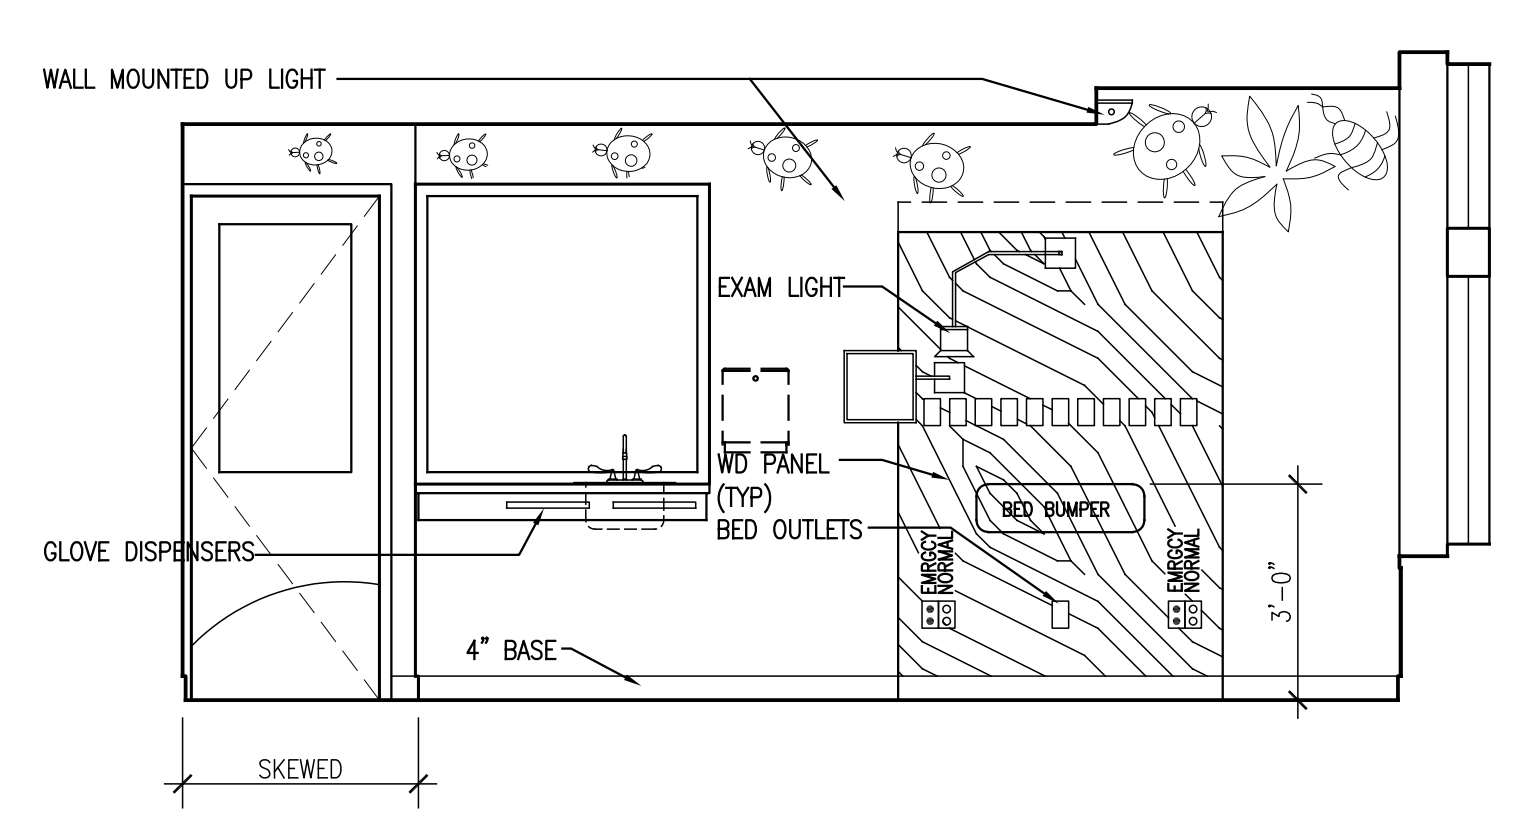 WALL MOUNTED UP LIGHT
EXAM LIGHT
WD PANEL
(TYP)
BED BUMPER
BED OUTLETS
GLOVE DISPENSERS
EMRGCY
NORMAL
EMRGCY
NORMAL
3'-0"
4" BASE
SKEWED